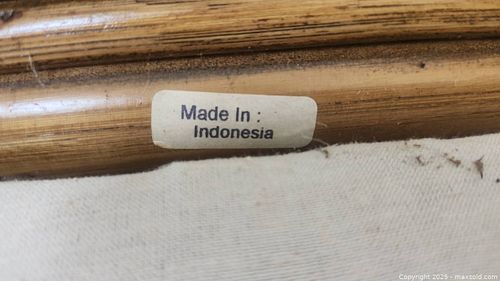 Made In :
Indonesia
Copyright © 2025 - maxsold.com